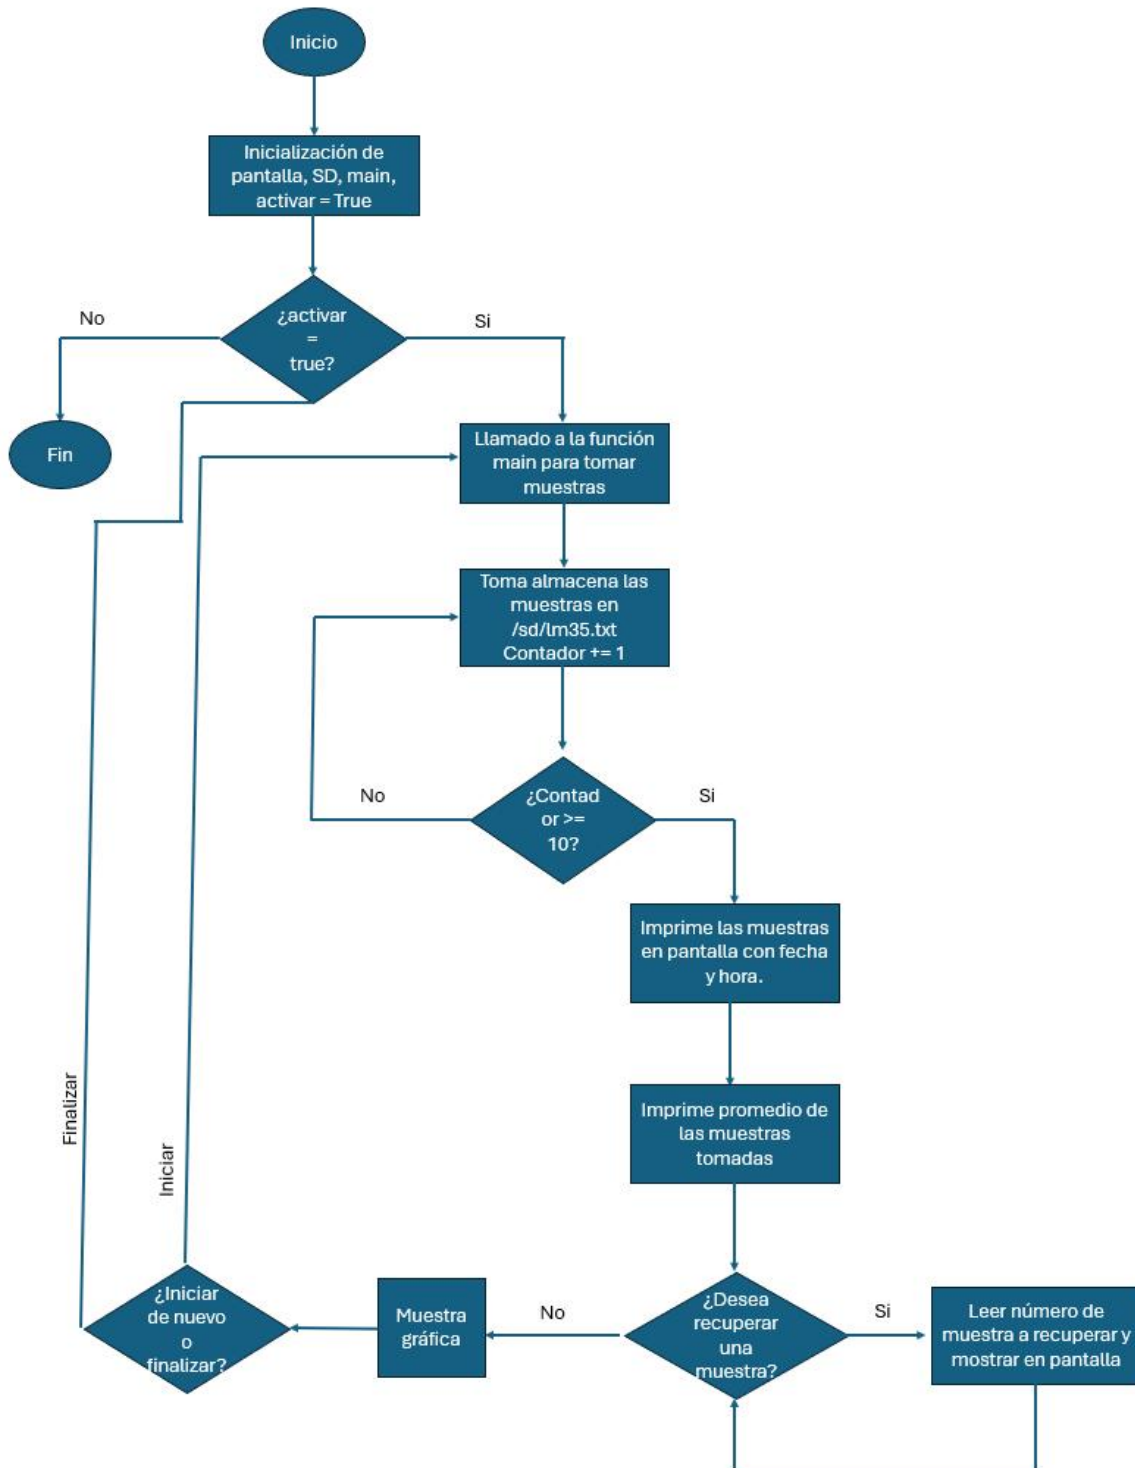 Inicio
Inicialización de
pantalla, SD, main,
activar = True
¿activar
=
true?
No
Si
Fin
Llamado a la función
main para tomar
muestras
Toma almacena las
muestras en
/sd/lm35.txt
Contador += 1
¿Contad
or >=
10?
No
Si
Imprime las muestras
en pantalla con fecha
y hora.
Imprime promedio de
las muestras
tomadas
¿Desea
recuperar
una
muestra?
No
Si
Leer número de
muestra a recuperar y
mostrar en pantalla
Muestra
gráfica
¿Iniciar
de nuevo
o
finalizar?
Iniciar
Finalizar